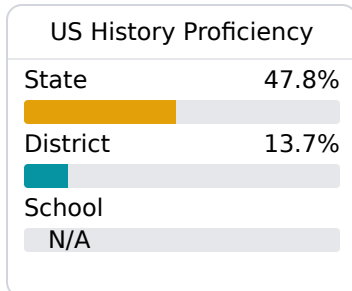 US History Proficiency
State 47.8%
District 13.7%
School
N/A